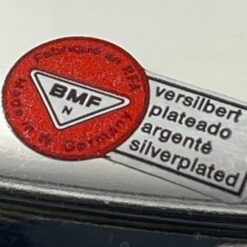 Fabriqué en RFA
BMF
N
Made in W. Germany
versilbert
plateado
argenté
silverplated